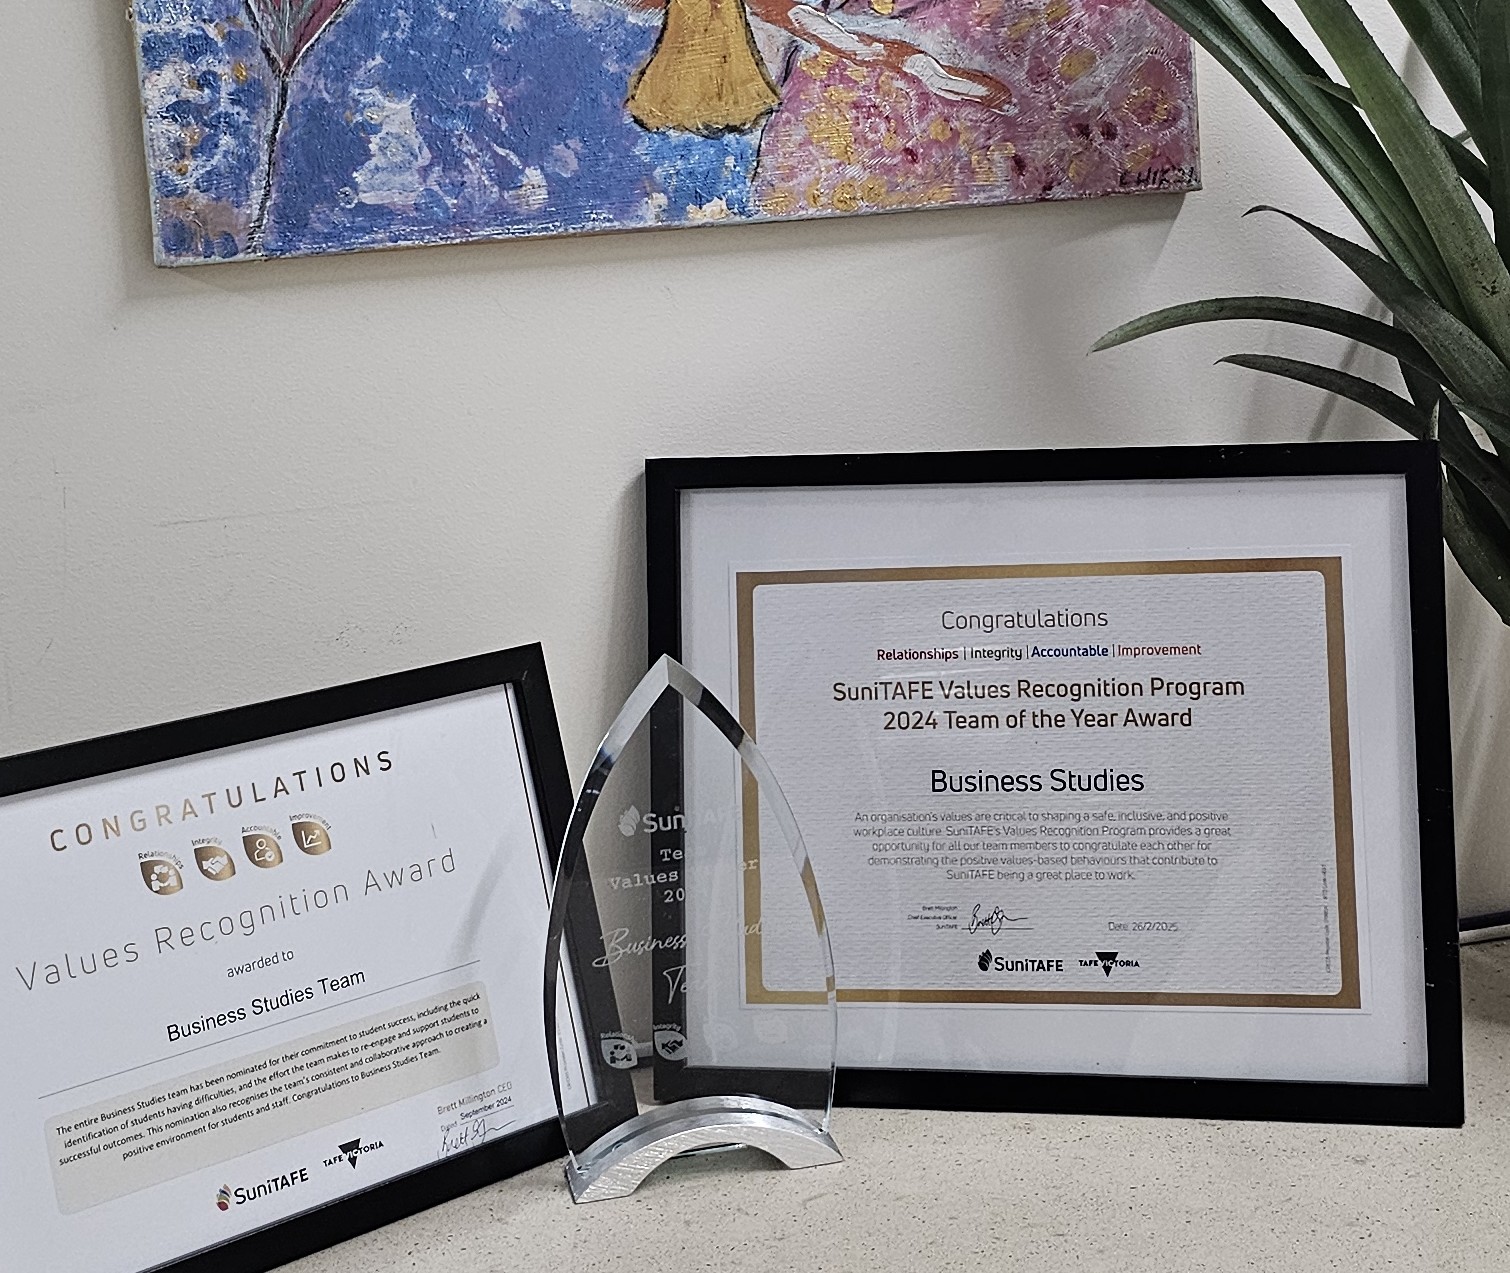 CONGRATULATIONS
Relationships
Integrity
Accountable
Improvement
Values Recognition Award
awarded to
Business Studies Team
The entire Business Studies team has been nominated for their commitment to student success, including the quick
identification of students having difficulties, and the effort the team makes to re-engage and support students to
successful outcomes. This nomination also recognises the team's consistent and collaborative approach to creating a
positive environment for students and staff. Congratulations to Business Studies Team.
Brett Millington CEO
Dated September 2024
SuniTAFE
TAFE VICTORIA
Values
20
Business
Relationships
Integrity
Congratulations
Relationships | Integrity | Accountable | Improvement
SuniTAFE Values Recognition Program
2024 Team of the Year Award
Business Studies
An organisation's values are critical to shaping a safe, inclusive, and positive
workplace culture. SuniTAFE's Values Recognition Program provides a great
opportunity for all our team members to congratulate each other for
demonstrating the positive values-based behaviours that contribute to
SuniTAFE being a great place to work.
Brett Millington
Chief Executive Officer
SuniTAFE
Date: 26/2/2025
SuniTAFE
TAFE VICTORIA